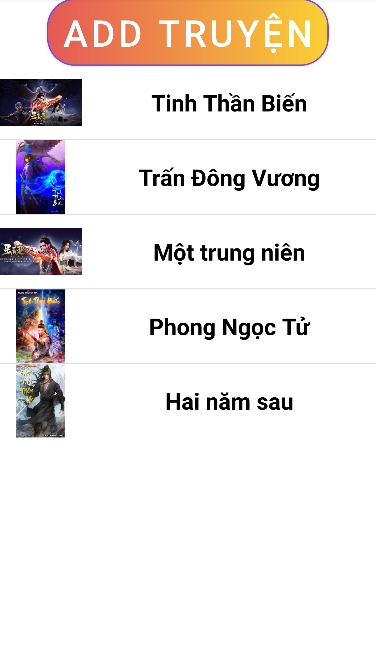 ADD TRUYỆN
Tinh Thần Biến
Trấn Đông Vương
Một trung niên
Phong Ngọc Tử
Hai năm sau